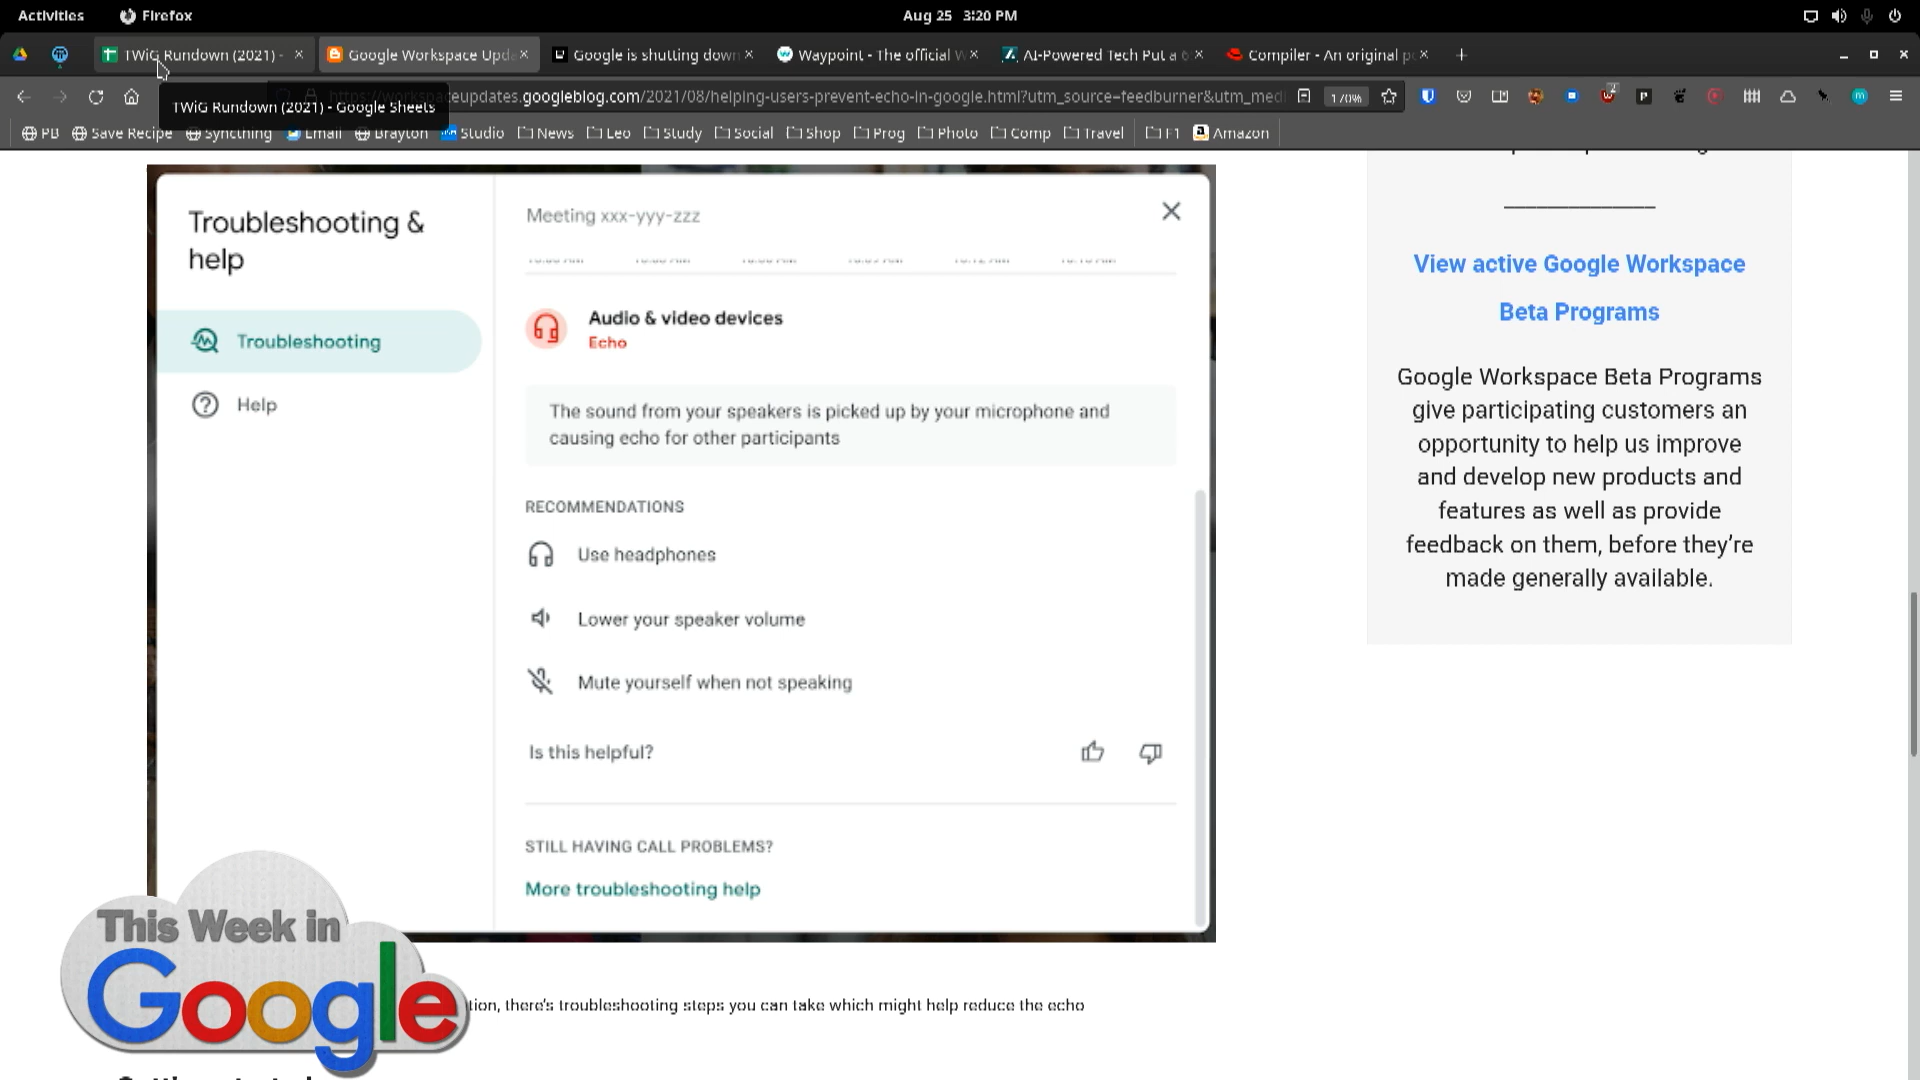 Activities Firefox Aug 25 3:20 PM
TWiG Rundown (2021) - Google Workspace Upd Google is shutting down Waypoint - The official W AI-Powered Tech Put a 6 Compiler - An original p
https://workspaceupdates.googleblog.com/2021/08/helping-users-prevent-echo-in-google.html?utm_source=feedburner&utm_med 170%
TWiG Rundown (2021) - Google Sheets
PB Save Recipe Syncthing Email Brayton Studio News Leo Study Social Shop Prog Photo Comp Travel F1 Amazon
Troubleshooting &
help
Troubleshooting
Help
Meeting xxx-yyy-zzz
Audio & video devices
Echo
The sound from your speakers is picked up by your microphone and
causing echo for other participants
RECOMMENDATIONS
Use headphones
Lower your speaker volume
Mute yourself when not speaking
Is this helpful?
STILL HAVING CALL PROBLEMS?
More troubleshooting help
View active Google Workspace
Beta Programs
Google Workspace Beta Programs
give participating customers an
opportunity to help us improve
and develop new products and
features as well as provide
feedback on them, before they're
made generally available.
This Week in
Google
tion, there's troubleshooting steps you can take which might help reduce the echo